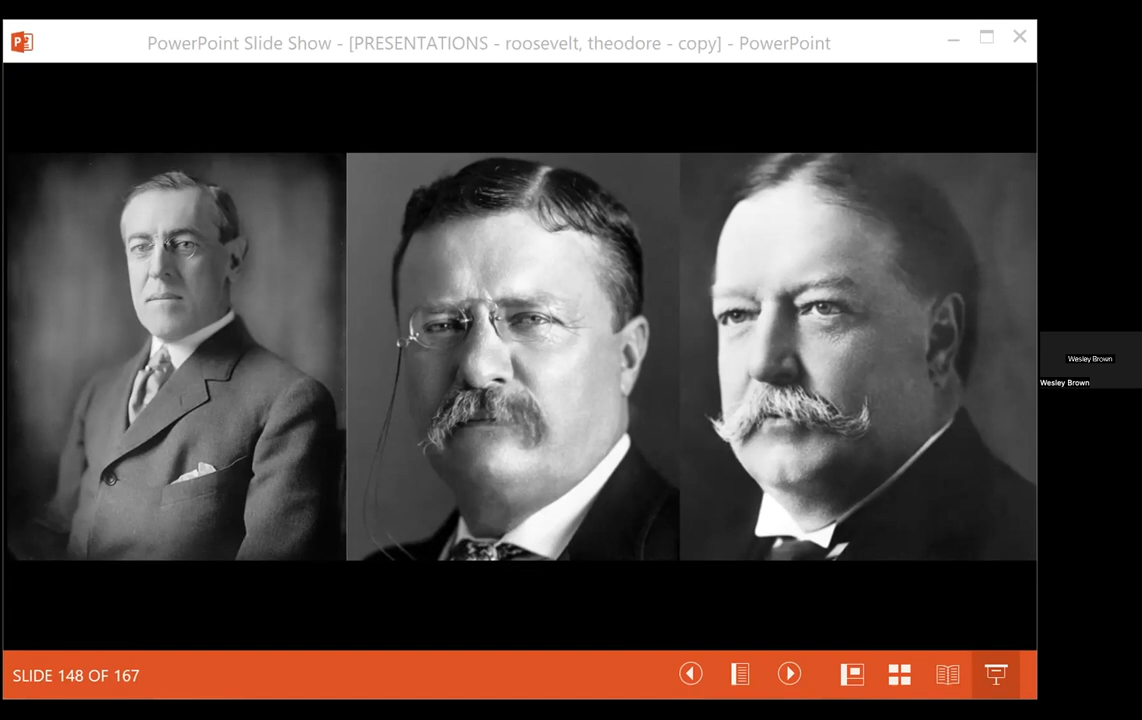 PowerPoint Slide Show - [PRESENTATIONS - roosevelt, theodore - copy] - PowerPoint
Wesley Brown
Wesley Brown
SLIDE 148 OF 167